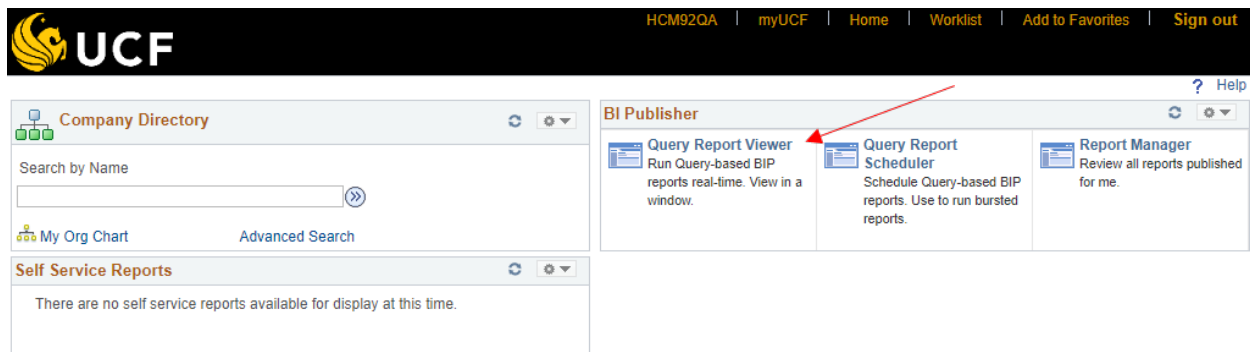 UCF
HCM92QA | myUCF | Home | Worklist | Add to Favorites | Sign out
? Help
Company Directory
Search by Name
My Org Chart Advanced Search
Self Service Reports
There are no self service reports available for display at this time.
BI Publisher
Query Report Viewer
Run Query-based BIP
reports real-time. View in a
window.
Query Report
Scheduler
Schedule Query-based BIP
reports. Use to run bursted
reports.
Report Manager
Review all reports published
for me.